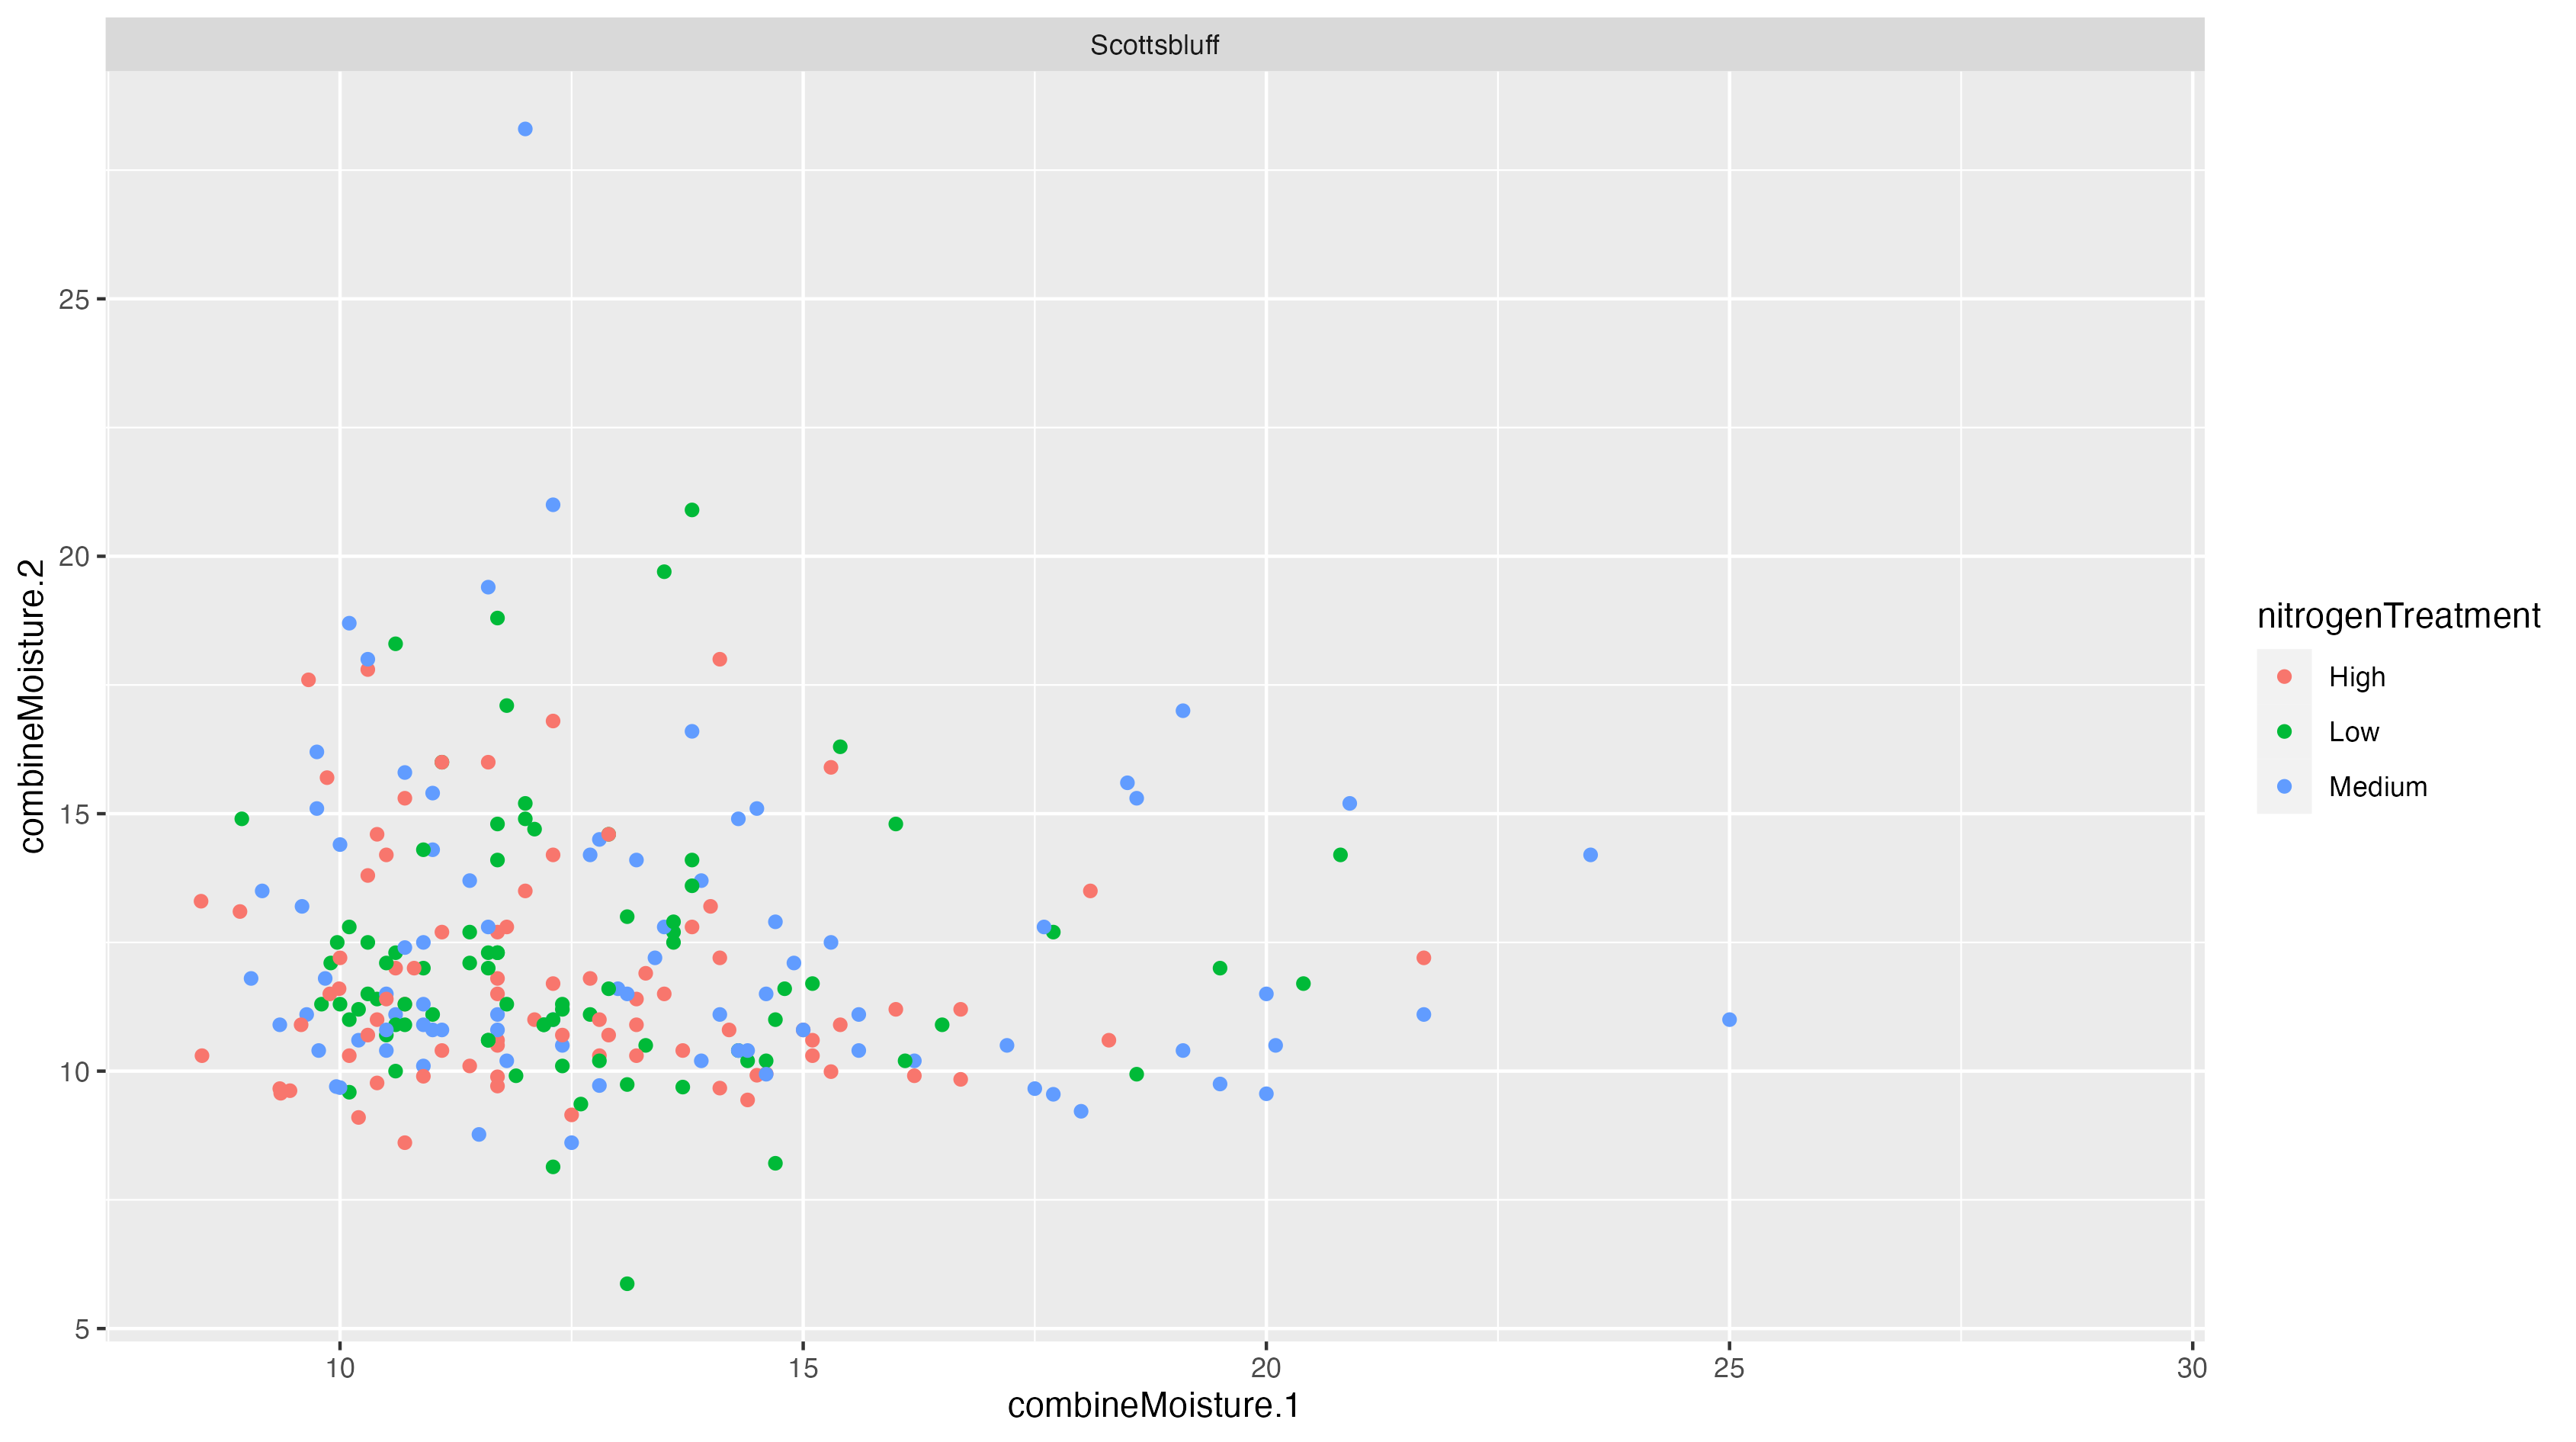 Scottsbluff
25
20
15
10
5
combineMoisture.2
10
15
20
25
30
combineMoisture.1
nitrogenTreatment
High
Low
Medium